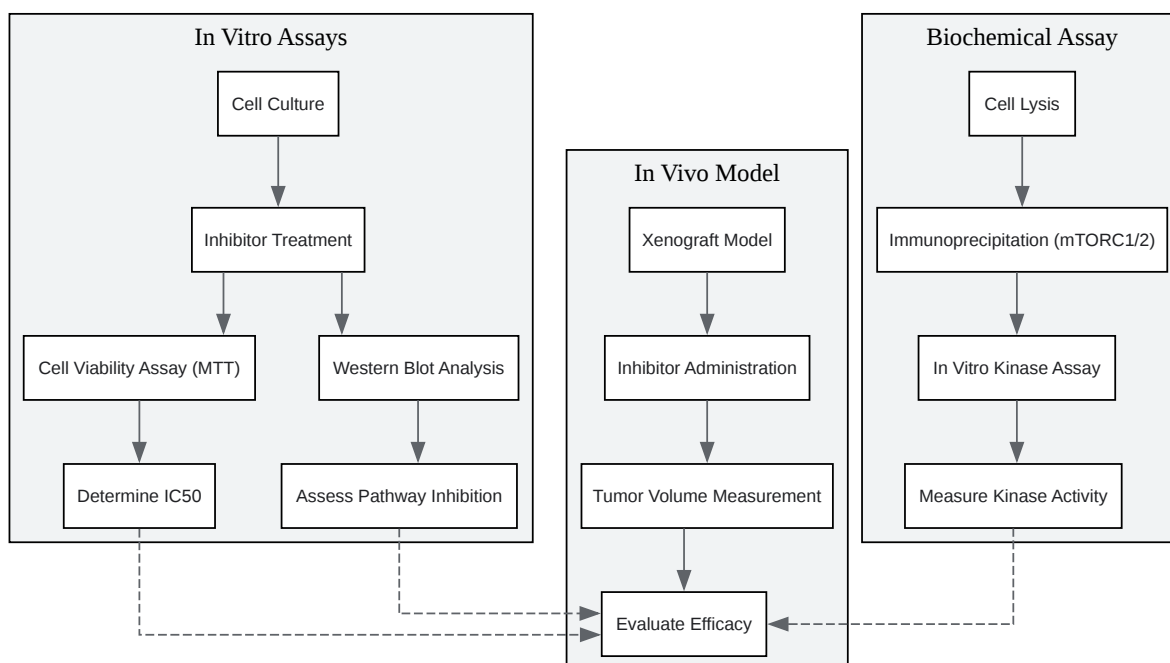 In Vitro Assays
Cell Culture
Inhibitor Treatment
Cell Viability Assay (MTT)
Western Blot Analysis
Determine IC50
Assess Pathway Inhibition
In Vivo Model
Xenograft Model
Inhibitor Administration
Tumor Volume Measurement
Evaluate Efficacy
Biochemical Assay
Cell Lysis
Immunoprecipitation (mTORC1/2)
In Vitro Kinase Assay
Measure Kinase Activity